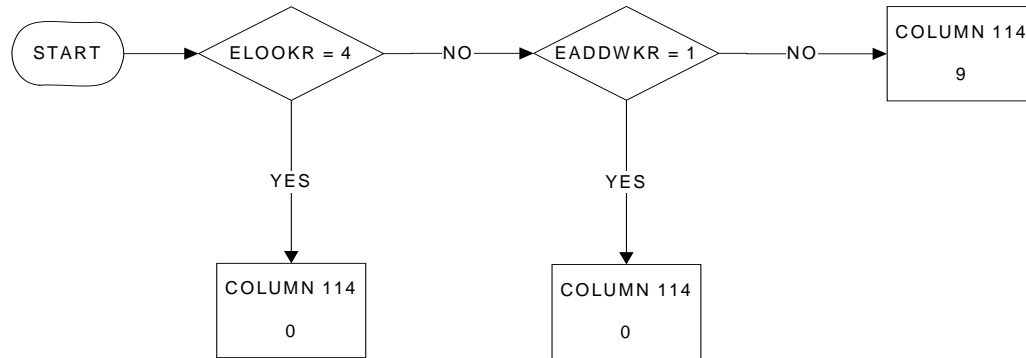 START
ELOOKR = 4
NO
EADDWKR = 1
NO
COLUMN 114
9
YES
YES
COLUMN 114
0
COLUMN 114
0